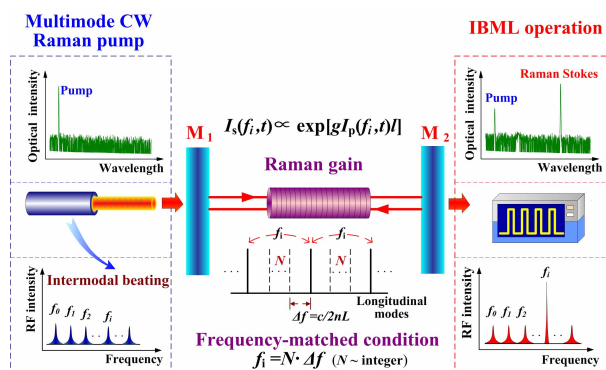 Multimode CW
Raman pump
IBML operation
Optical intensity
Pump
Wavelength
M1
Is(fi,t)∝ exp[gIp(fi,t)l]
M2
Raman gain
Optical intensity
Raman Stokes
Pump
Wavelength
fi fi
... N ... ... N ...
Longitudinal
modes
Δf=c/2nL
Intermodal beating
RF intensity
f0 f1 f2 fi
... ...
Frequency
Frequency-matched condition
fi =N· Δf (N ~ integer)
RF intensity
fi
f0 f1 f2
... ...
Frequency